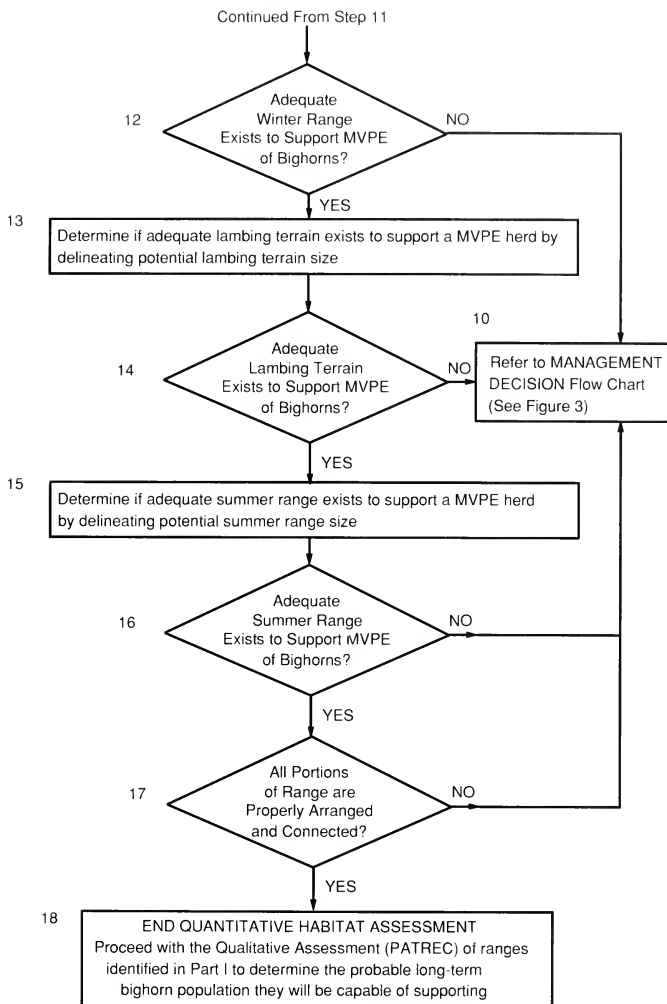 Continued From Step 11
12
Adequate
Winter Range
Exists to Support MVPE
of Bighorns?
NO
YES
13
Determine if adequate lambing terrain exists to support a MVPE herd by
delineating potential lambing terrain size
14
Adequate
Lambing Terrain
Exists to Support MVPE
of Bighorns?
NO
10
Refer to MANAGEMENT
DECISION Flow Chart
(See Figure 3)
YES
15
Determine if adequate summer range exists to support a MVPE herd
by delineating potential summer range size
16
Adequate
Summer Range
Exists to Support MVPE
of Bighorns?
NO
YES
17
All Portions
of Range are
Properly Arranged
and Connected?
NO
YES
18
END QUANTITATIVE HABITAT ASSESSMENT
Proceed with the Qualitative Assessment (PATREC) of ranges
identified in Part I to determine the probable long-term
bighorn population they will be capable of supporting